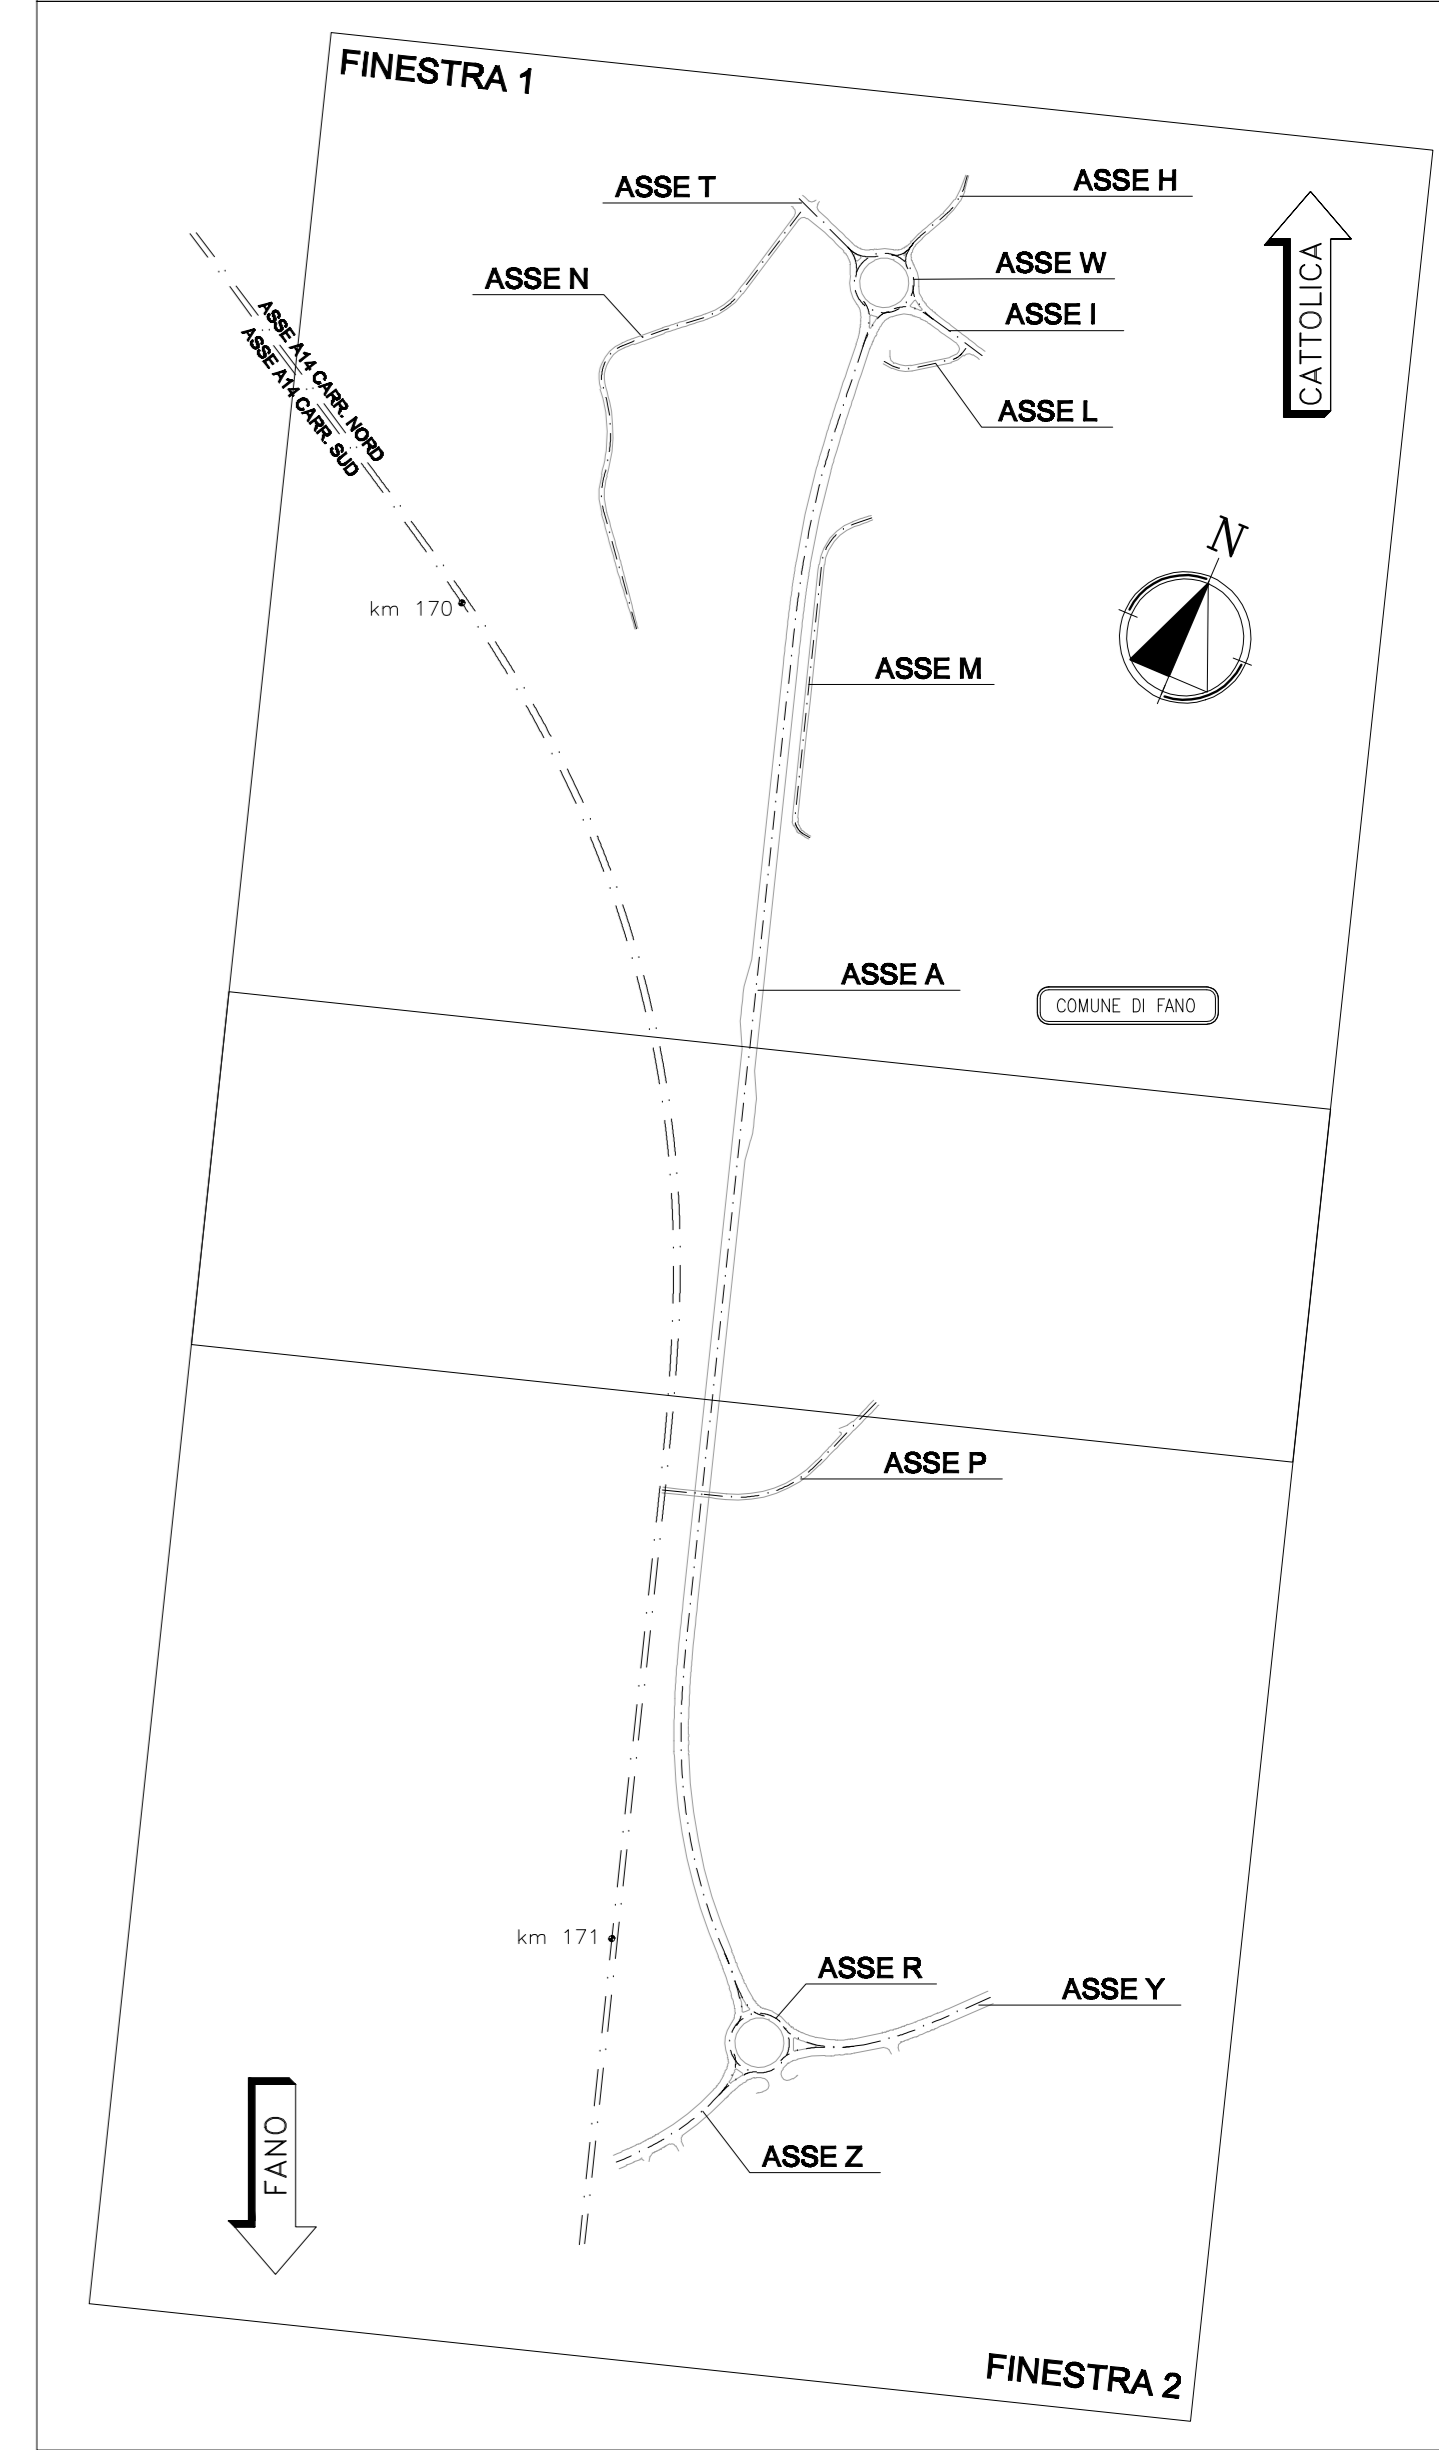 FINESTRA 1
ASSE T
ASSE H
ASSE W
ASSE N
ASSE I
CATTOLICA
ASSE A14 CARR. NORD
ASSE A14 CARR. SUD
ASSE L
N
km 170
ASSE M
ASSE A
COMUNE DI FANO
ASSE P
km 171
ASSE R
ASSE Y
FANO
ASSE Z
FINESTRA 2